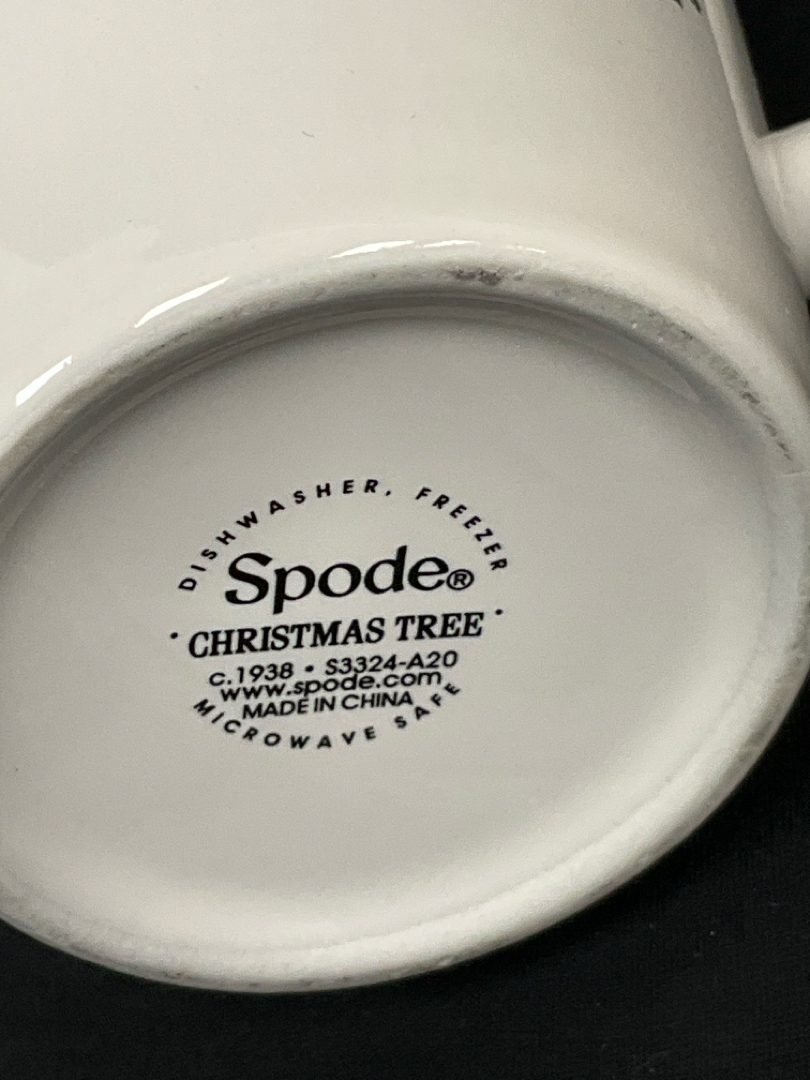 DISHWASHER, FREEZER
Spode®
· CHRISTMAS TREE ·
c.1938 • S3324-A20
www.spode.com
MADE IN CHINA
MICROWAVE SAFE